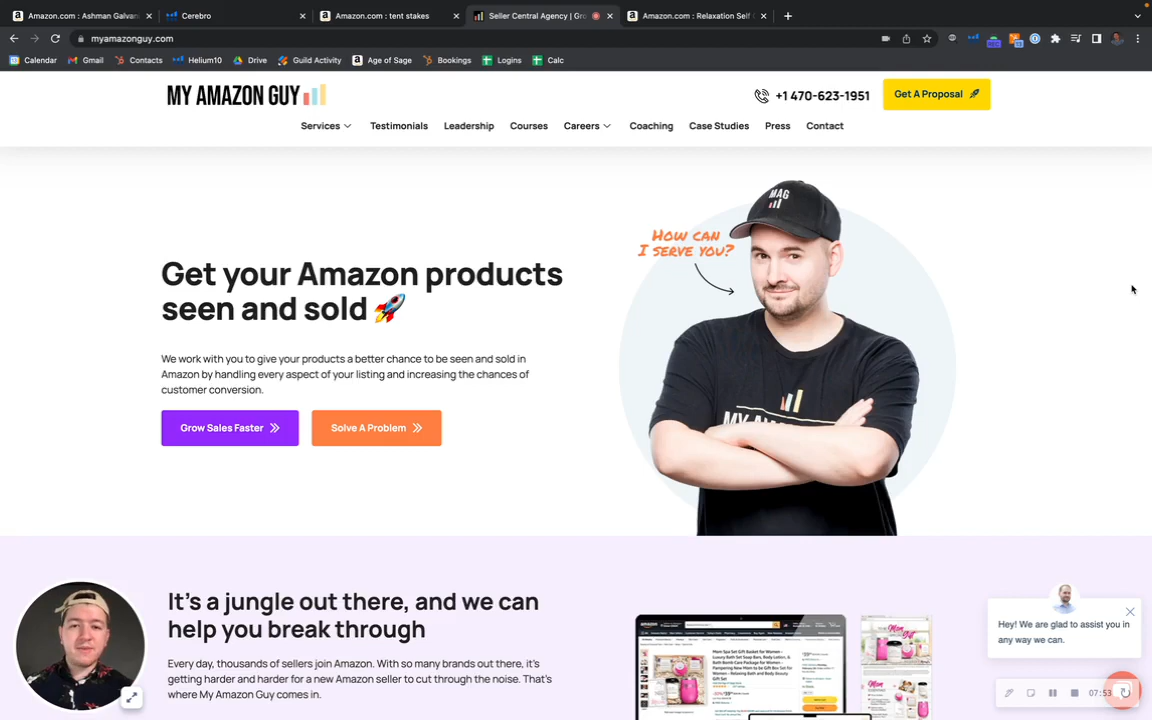 Amazon.com : Ashman Galvan
Cerebro
Amazon.com : tent stakes
Seller Central Agency | Gro
Amazon.com : Relaxation Self
myamazonguy.com
Calendar
Gmail
Contacts
Helium10
Drive
Guild Activity
Age of Sage
Bookings
Logins
Calc
MY AMAZON GUY
+1 470-623-1951
Get A Proposal
Services
Testimonials
Leadership
Courses
Careers
Coaching
Case Studies
Press
Contact
MAG
HOW CAN
I SERVE YOU?
Get your Amazon products
seen and sold 🚀
We work with you to give your products a better chance to be seen and sold in
Amazon by handling every aspect of your listing and increasing the chances of
customer conversion.
Grow Sales Faster
Solve A Problem
It's a jungle out there, and we can
help you break through
Every day, thousands of sellers join Amazon. With so many brands out there, it's
getting harder and harder for a new Amazon seller to cut through the noise. That's
where My Amazon Guy comes in.
Hey! We are glad to assist you in
any way we can.
07:53